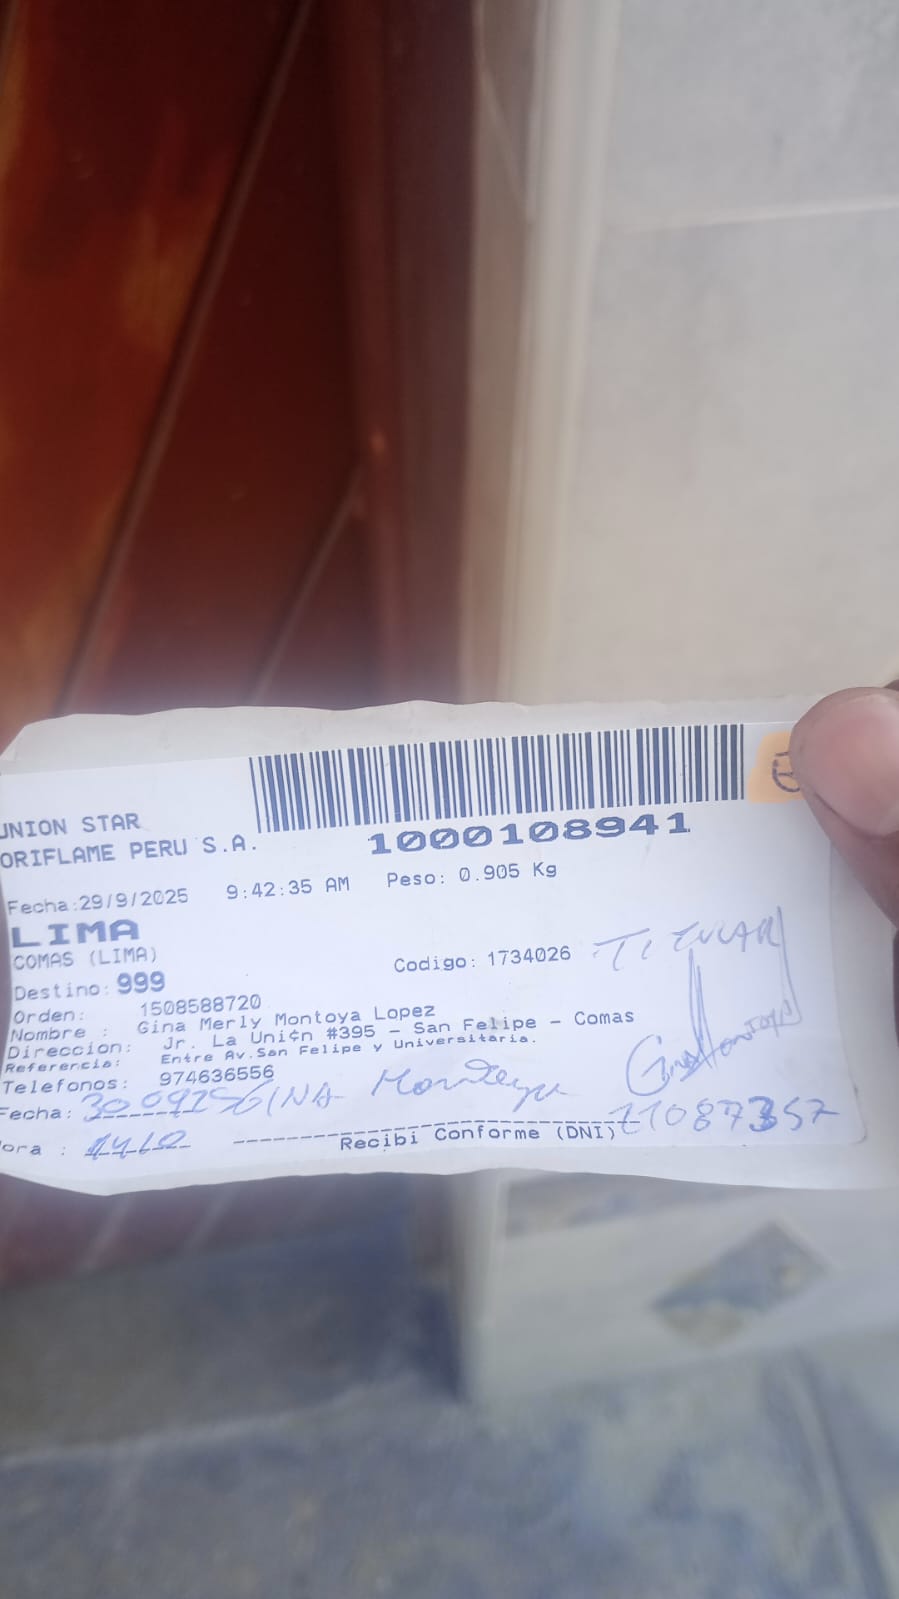 UNION STAR
ORIFLAME PERU S.A.
1000108941
Fecha:29/9/2025 9:42:35 AM Peso: 0.905 Kg
LIMA
COMAS (LIMA)
Codigo: 1734026 TITULAR
Destino: 999
Orden: 1508588720
Nombre : Gina Merly Montoya Lopez
Direccion: Jr. La Uni¢n #395 - San Felipe - Comas
Referencia: Entre Av.San Felipe y Universitaria.
Telefonos: 974636556
Fecha: 300925 GINA Montoya
ora :
Recibi Conforme (DNI)